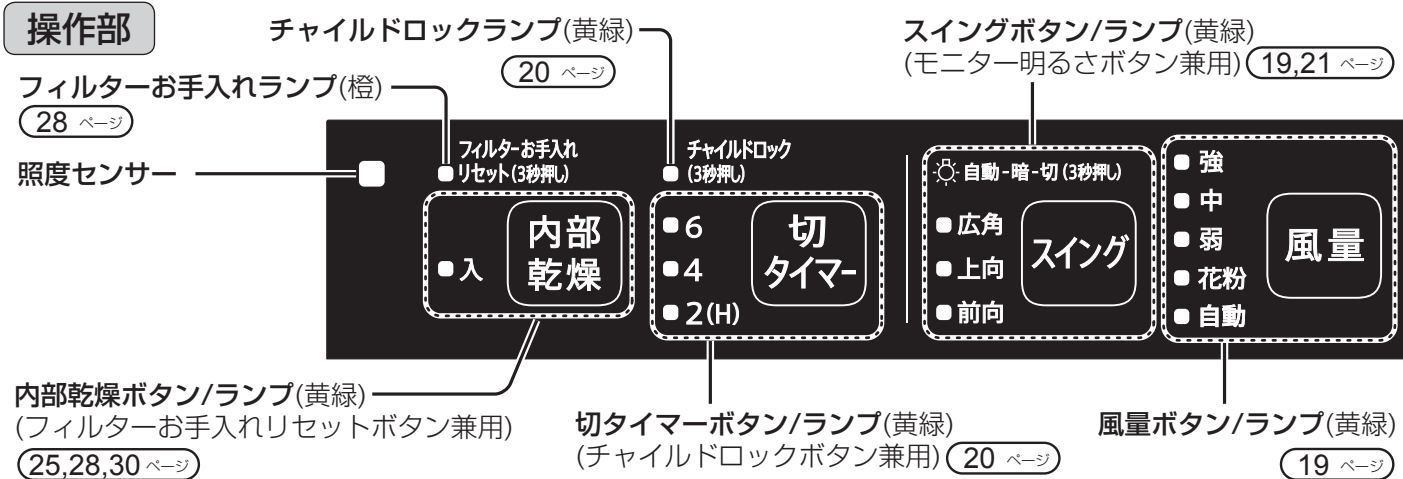 操作部
チャイルドロックランプ(黄緑)
20 ページ
スイングボタン/ランプ(黄緑)
(モニター明るさボタン兼用) 19,21 ページ
フィルターお手入れランプ(橙)
28 ページ
照度センサー
フィルターお手入れ
リセット(3秒押し)
入
内部
乾燥
チャイルドロック
(3秒押し)
6
4
2(H)
切
タイマー
自動-暗-切(3秒押し)
広角
上向
前向
スイング
強
中
弱
花粉
自動
風量
内部乾燥ボタン/ランプ(黄緑)
(フィルターお手入れリセットボタン兼用)
25,28,30 ページ
切タイマーボタン/ランプ(黄緑)
(チャイルドロックボタン兼用) 20 ページ
風量ボタン/ランプ(黄緑)
19 ページ